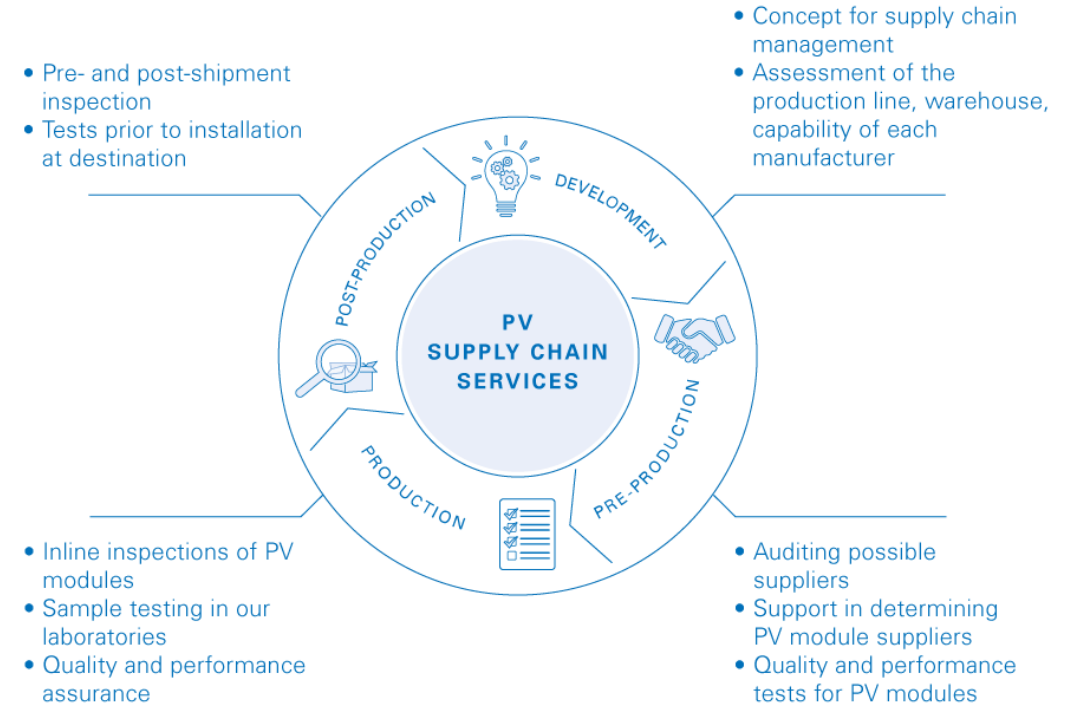 • Pre- and post-shipment
inspection
• Tests prior to installation
at destination
• Concept for supply chain
management
• Assessment of the
production line, warehouse,
capability of each
manufacturer
POST-PRODUCTION
DEVELOPMENT
PV
SUPPLY CHAIN
SERVICES
PRODUCTION
PRE-PRODUCTION
• Inline inspections of PV
modules
• Sample testing in our
laboratories
• Quality and performance
assurance
• Auditing possible
suppliers
• Support in determining
PV module suppliers
• Quality and performance
tests for PV modules